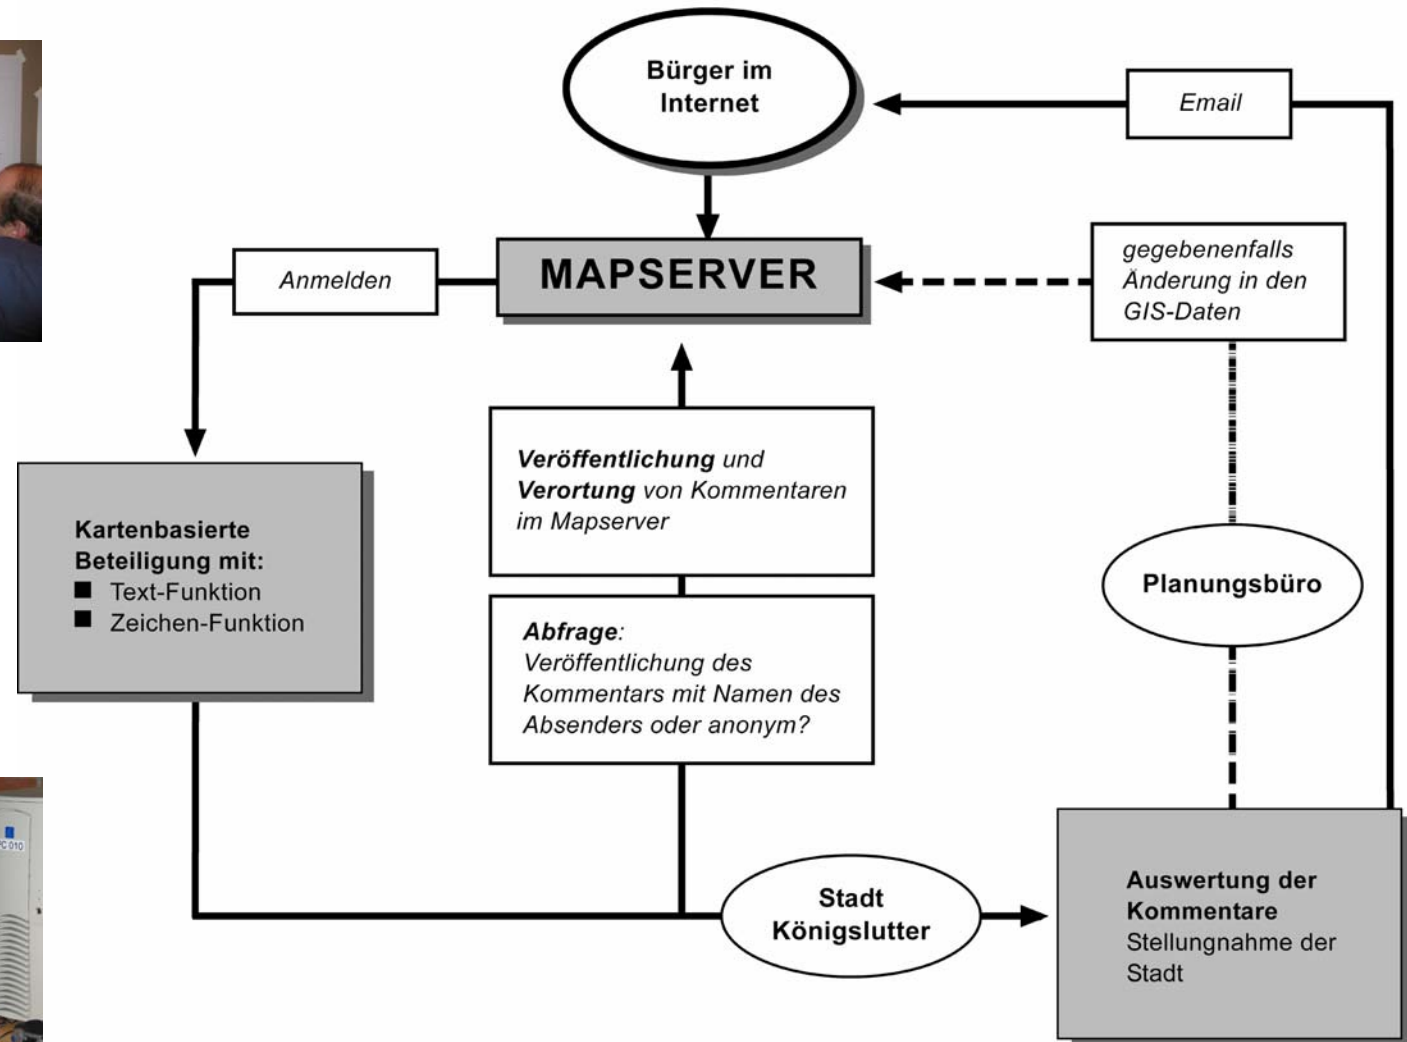 Bürger im
Internet
Email
MAPSERVER
Anmelden
gegebenenfalls
Änderung in den
GIS-Daten
Veröffentlichung und
Verortung von Kommentaren
im Mapserver
Kartenbasierte
Beteiligung mit:
Text-Funktion
Zeichen-Funktion
Planungsbüro
Abfrage:
Veröffentlichung des
Kommentars mit Namen des
Absenders oder anonym?
Stadt
Königslutter
Auswertung der
Kommentare
Stellungnahme der
Stadt